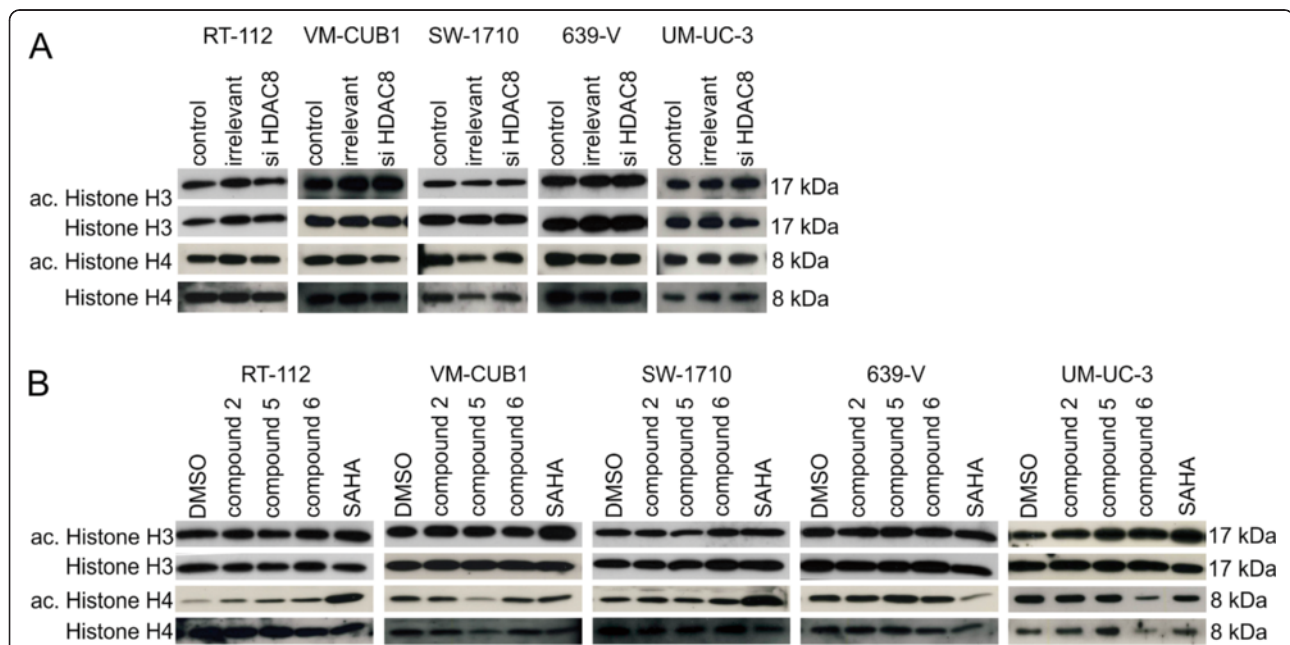 A
RT-112 VM-CUB1 SW-1710 639-V UM-UC-3
control irrelevant si HDAC8 control irrelevant si HDAC8 control irrelevant si HDAC8 control irrelevant si HDAC8 control irrelevant si HDAC8
ac. Histone H3 17 kDa
Histone H3 17 kDa
ac. Histone H4 8 kDa
Histone H4 8 kDa
B
RT-112 VM-CUB1 SW-1710 639-V UM-UC-3
DMSO compound 2 compound 5 compound 6 SAHA DMSO compound 2 compound 5 compound 6 SAHA DMSO compound 2 compound 5 compound 6 SAHA DMSO compound 2 compound 5 compound 6 SAHA DMSO compound 2 compound 5 compound 6 SAHA
ac. Histone H3 17 kDa
Histone H3 17 kDa
ac. Histone H4 8 kDa
Histone H4 8 kDa